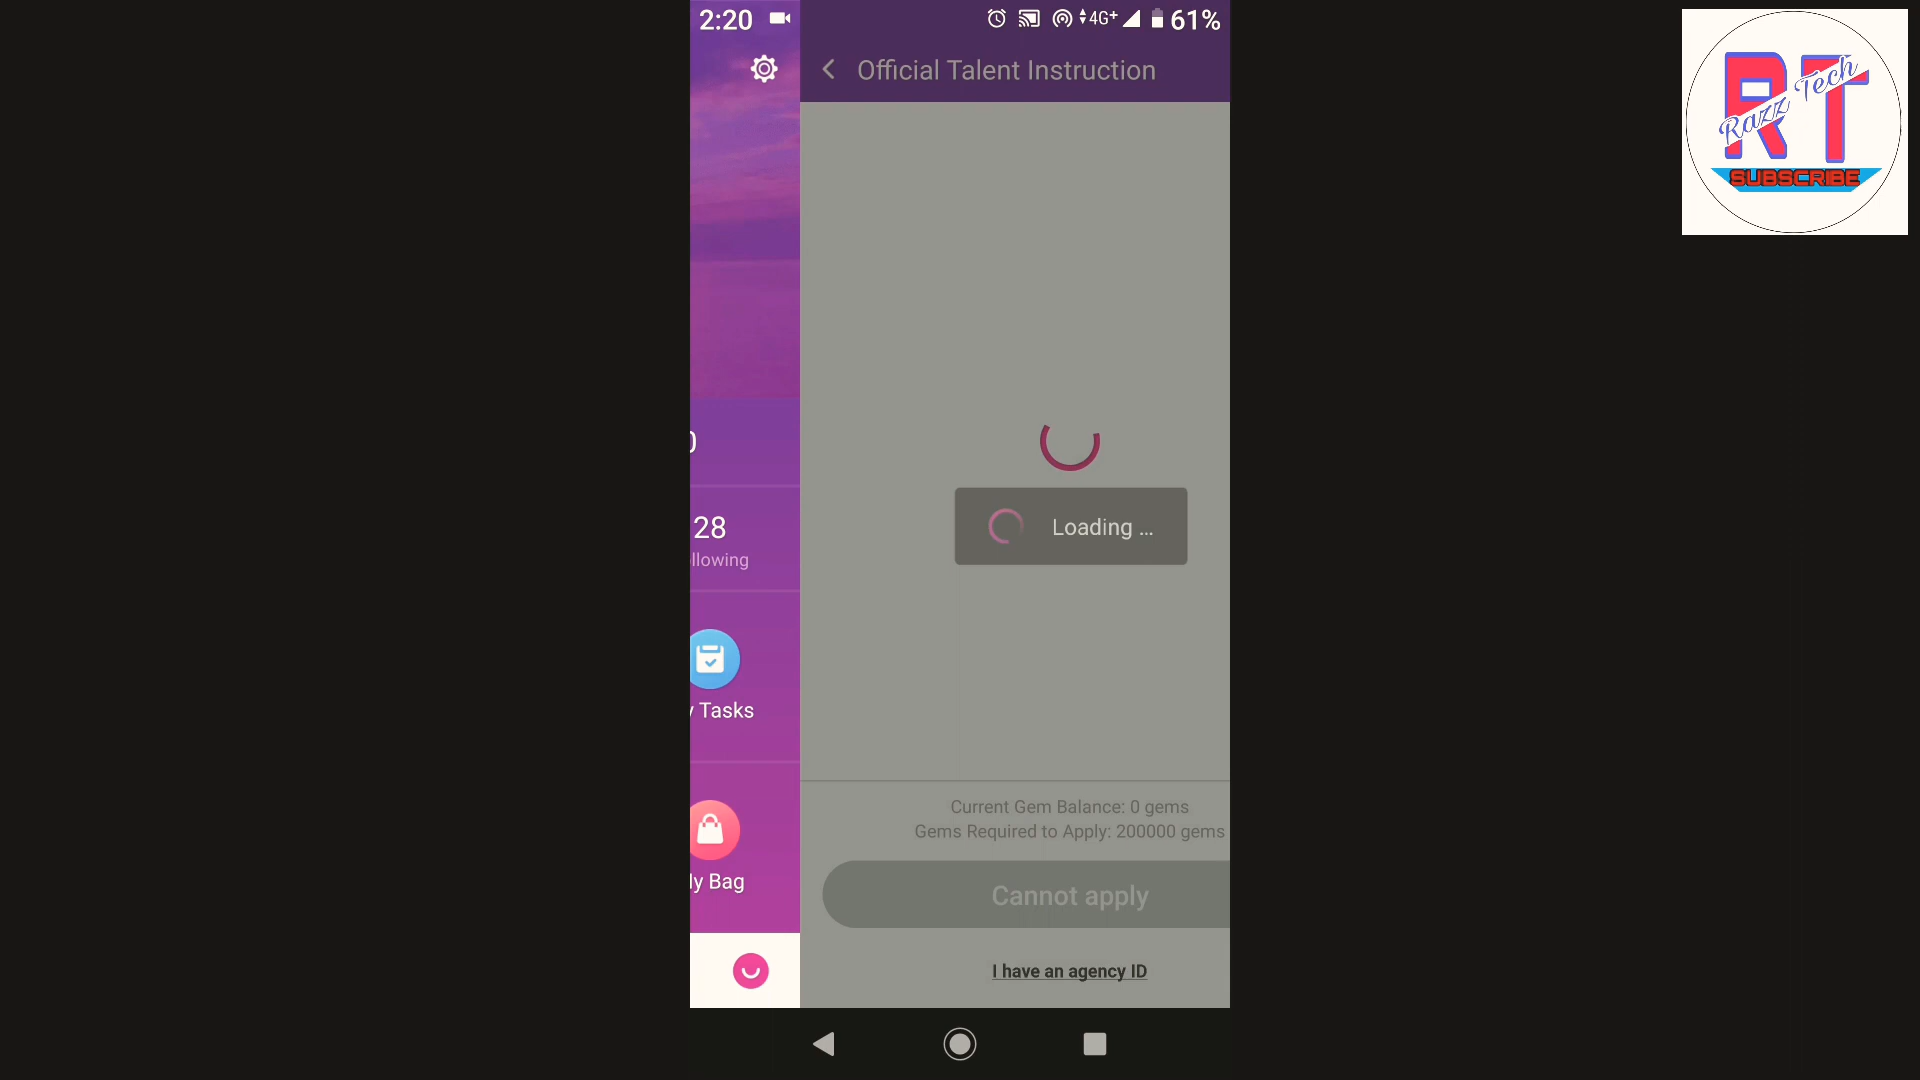 2:20
4G+
61%
Official Talent Instruction
28
llowing
Tasks
y Bag
Loading ...
Current Gem Balance: 0 gems
Gems Required to Apply: 200000 gems
Cannot apply
I have an agency ID
RT
Razz Tech
SUBSCRIBE